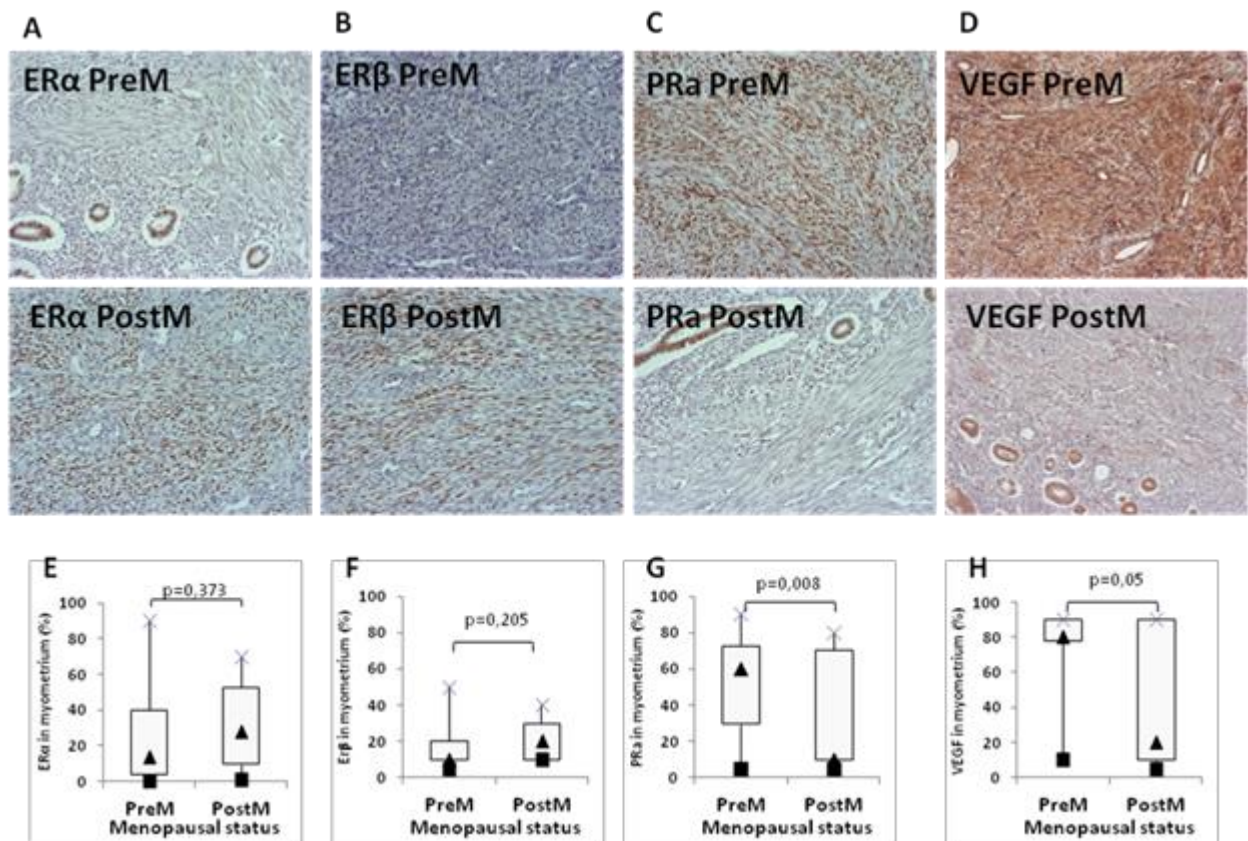 A
B
C
D
ERα PreM
ERβ PreM
PRa PreM
VEGF PreM
ERα PostM
ERβ PostM
PRa PostM
VEGF PostM
E
p=0,373
ERα in myometrium (%)
100
80
60
40
20
0
PreM PostM
Menopausal status
F
p=0,205
Erβ in myometrium (%)
100
80
60
40
20
0
PreM PostM
Menopausal status
G
p=0,008
PRa in myometrium (%)
100
80
60
40
20
0
PreM PostM
Menopausal status
H
p=0,05
VEGF in myometrium (%)
100
80
60
40
20
0
PreM PostM
Menopausal status